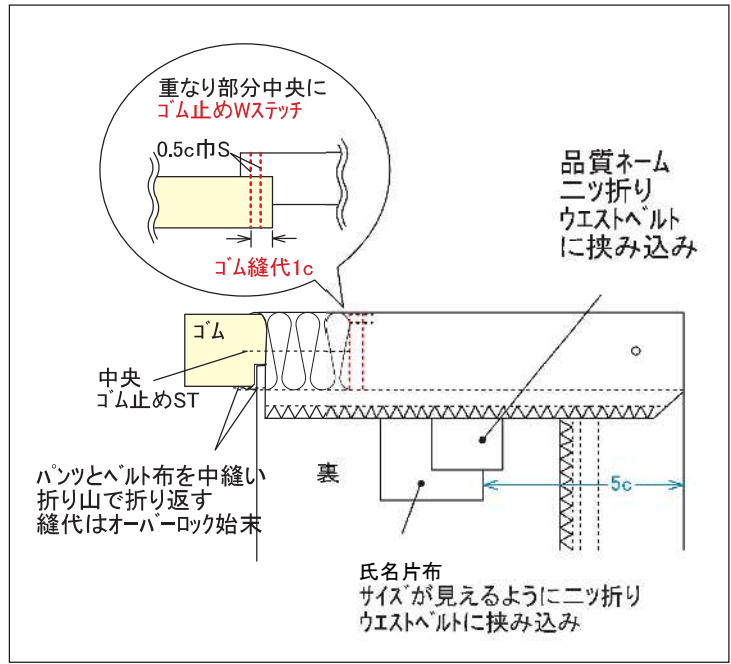 重なり部分中央に
ゴム止めWステッチ
0.5c巾S
ゴム縫代1c
品質ネーム
二ツ折り
ウエストベルト
に挟み込み
ゴム
中央
ゴム止めST
パンツとベルト布を中縫い
折り山で折り返す
縫代はオーバーロック始末
裏
5c
氏名片布
サイズが見えるように二ツ折り
ウエストベルトに挟み込み